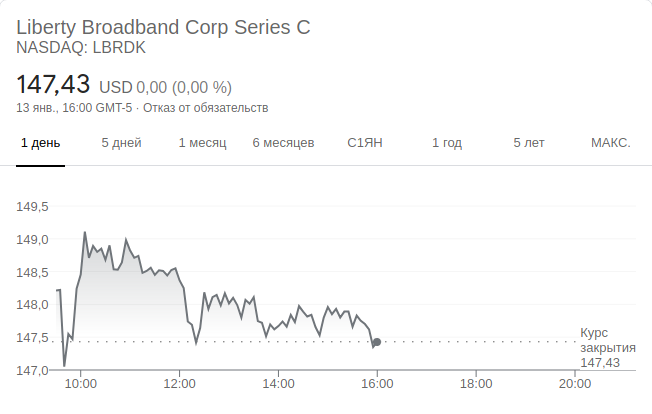 Liberty Broadband Corp Series C
NASDAQ: LBRDK
147,43 USD 0,00 (0,00 %)
13 янв., 16:00 GMT-5 · Отказ от обязательств
1 день 5 дней 1 месяц 6 месяцев С1ЯН 1 год 5 лет МАКС.
149,5
149,0
148,5
148,0
147,5
147,0
Курс
закрытия
147,43
10:00 12:00 14:00 16:00 18:00 20:00